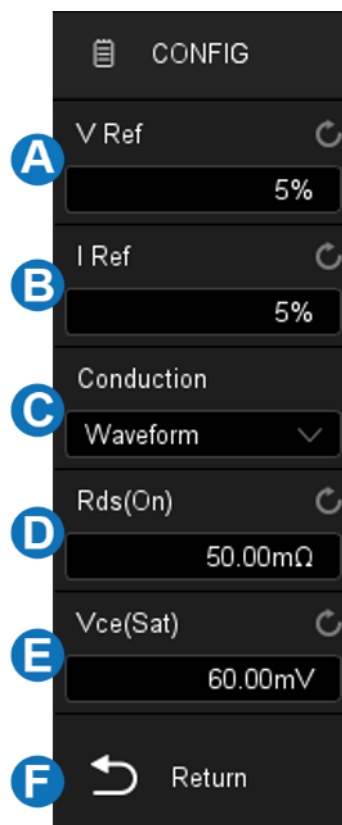 CONFIG
A
V Ref
5%
B
I Ref
5%
C
Conduction
Waveform
D
Rds(On)
50.00mΩ
E
Vce(Sat)
60.00mV
F
Return